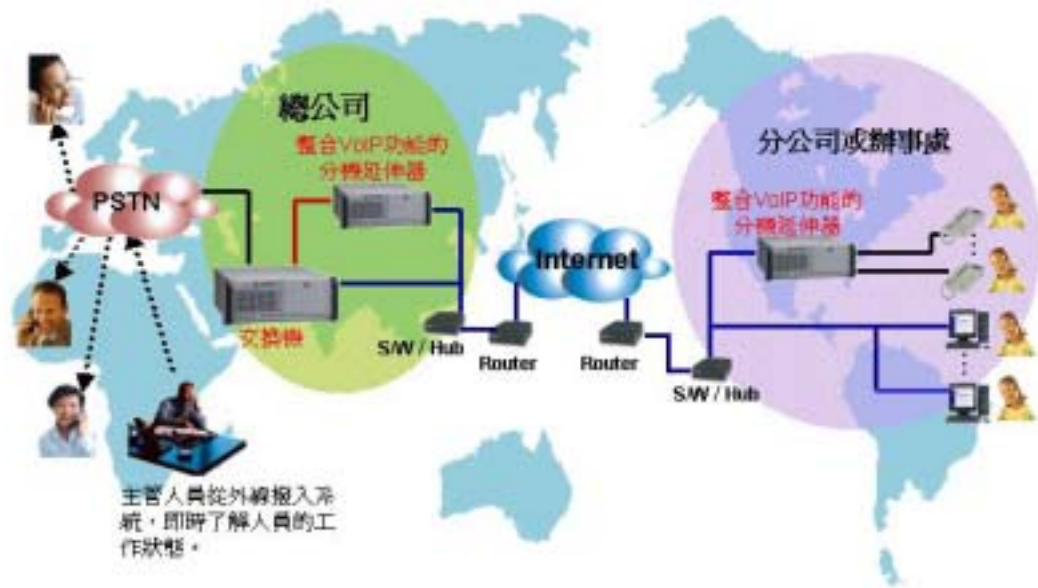 總公司
整合VoIP功能的
分機延伸器
PSTN
交換機
S/W / Hub
Router
Internet
Router
S/W / Hub
分公司或辦事處
整合VoIP功能的
分機延伸器
主管人員從外線撥入系
統，即時了解人員的工
作狀態。